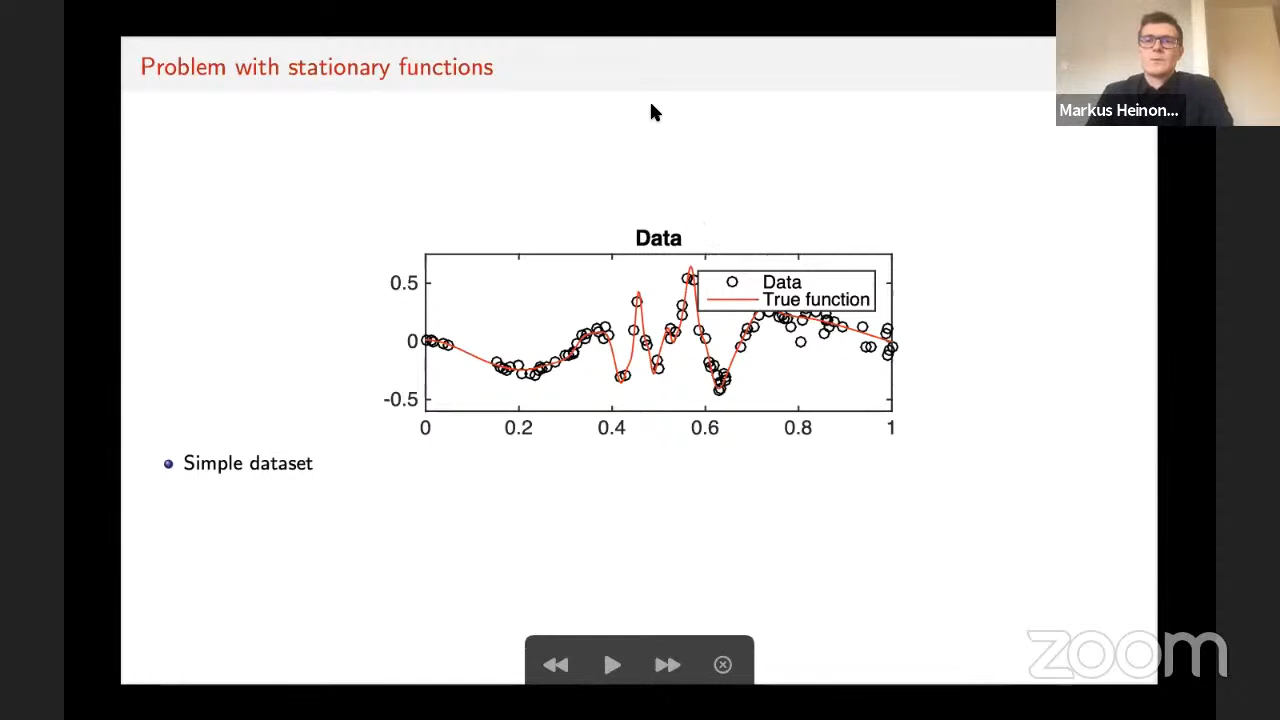 Problem with stationary functions
Markus Heinon...
Data
Data
True function
0.5
0
-0.5
0 0.2 0.4 0.6 0.8 1
Simple dataset
zoom